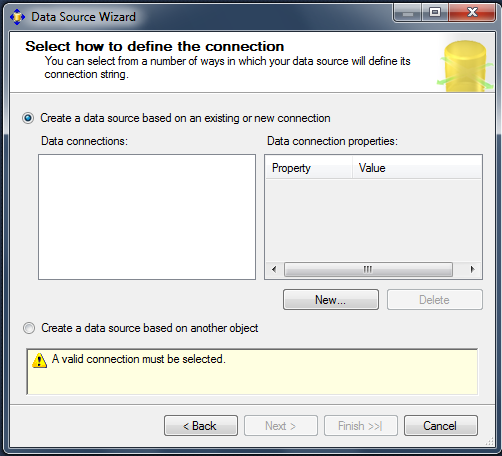 Data Source Wizard
Select how to define the connection
You can select from a number of ways in which your data source will define its
connection string.
Create a data source based on an existing or new connection
Data connections:
Data connection properties:
Property Value
New... Delete
Create a data source based on another object
A valid connection must be selected.
< Back Next > Finish >>| Cancel